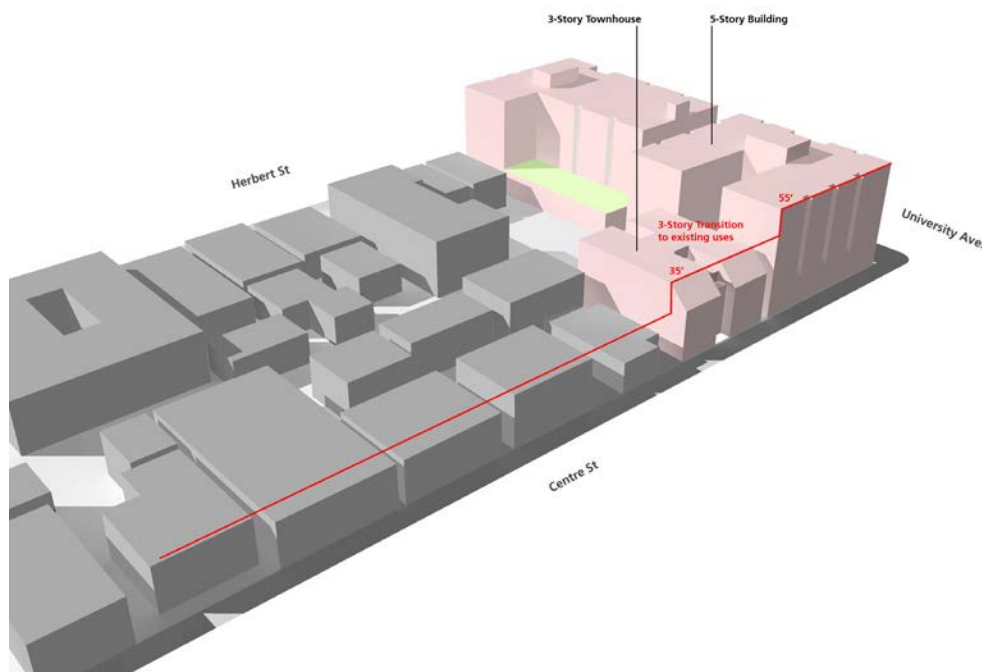 3-Story Townhouse
5-Story Building
Herbert St
55'
University Ave
3-Story Transition
to existing uses
35'
Centre St